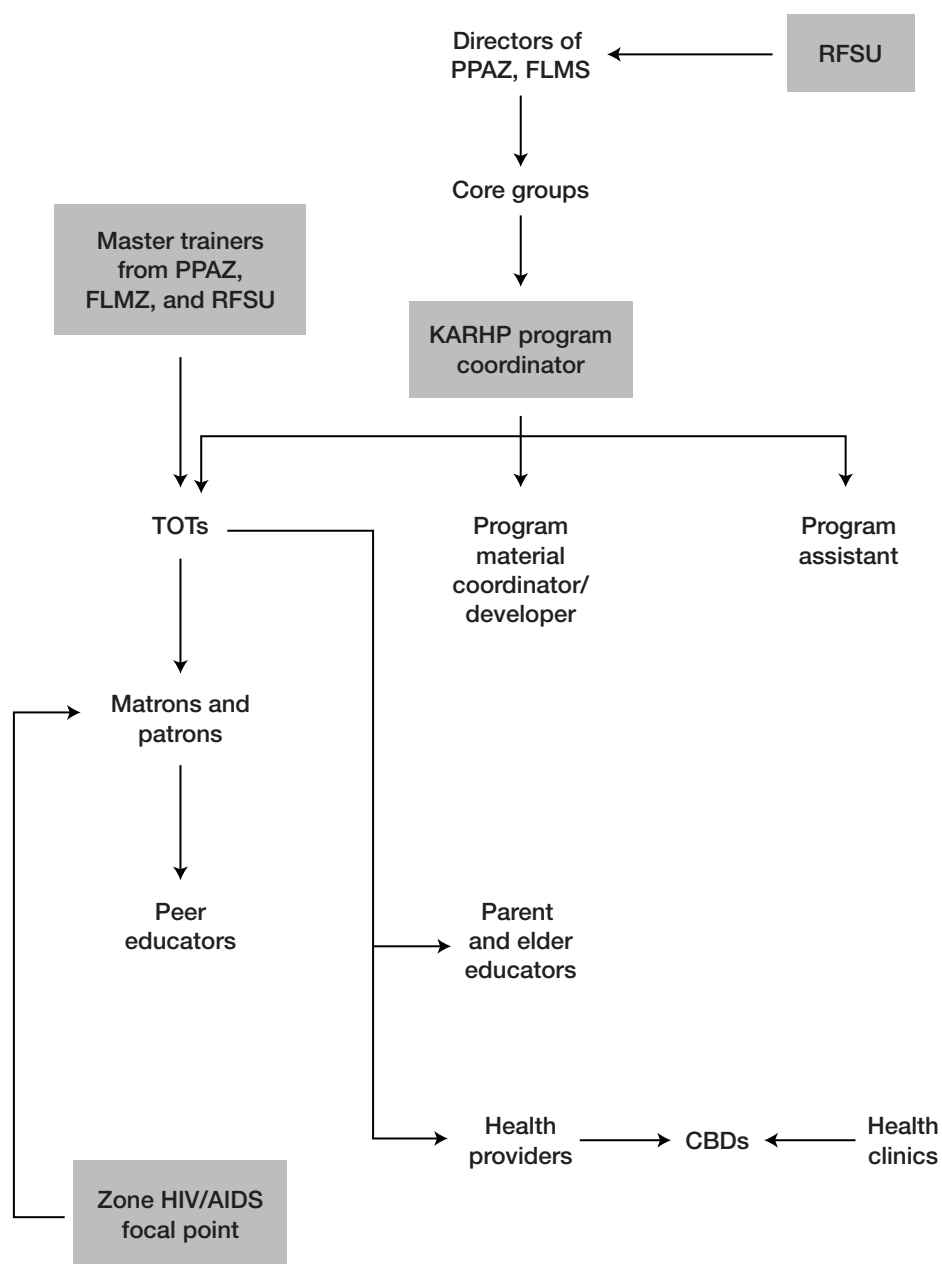 Directors of
PPAZ, FLMS
RFSU
Core groups
Master trainers
from PPAZ,
FLMZ, and RFSU
KARHP program
coordinator
TOTs
Program
material
coordinator/
developer
Program
assistant
Matrons and
patrons
Peer
educators
Parent
and elder
educators
Health
providers
CBDs
Health
clinics
Zone HIV/AIDS
focal point